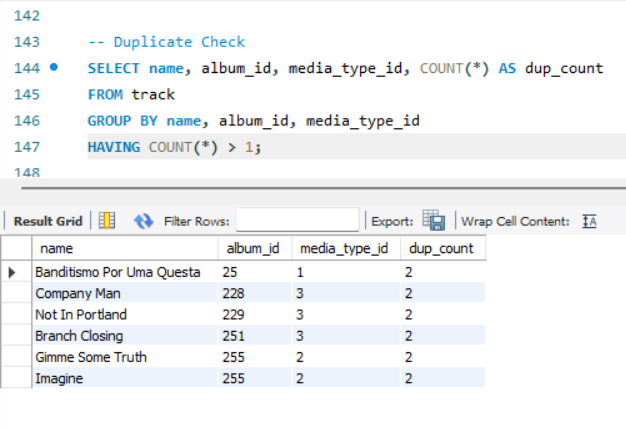 142
143 -- Duplicate Check
144 SELECT name, album_id, media_type_id, COUNT(*) AS dup_count
145 FROM track
146 GROUP BY name, album_id, media_type_id
147 HAVING COUNT(*) > 1;
148
Result Grid Filter Rows: Export: Wrap Cell Content: IA
name album_id media_type_id dup_count
Banditismo Por Uma Questa 25 1 2
Company Man 228 3 2
Not In Portland 229 3 2
Branch Closing 251 3 2
Gimme Some Truth 255 2 2
Imagine 255 2 2